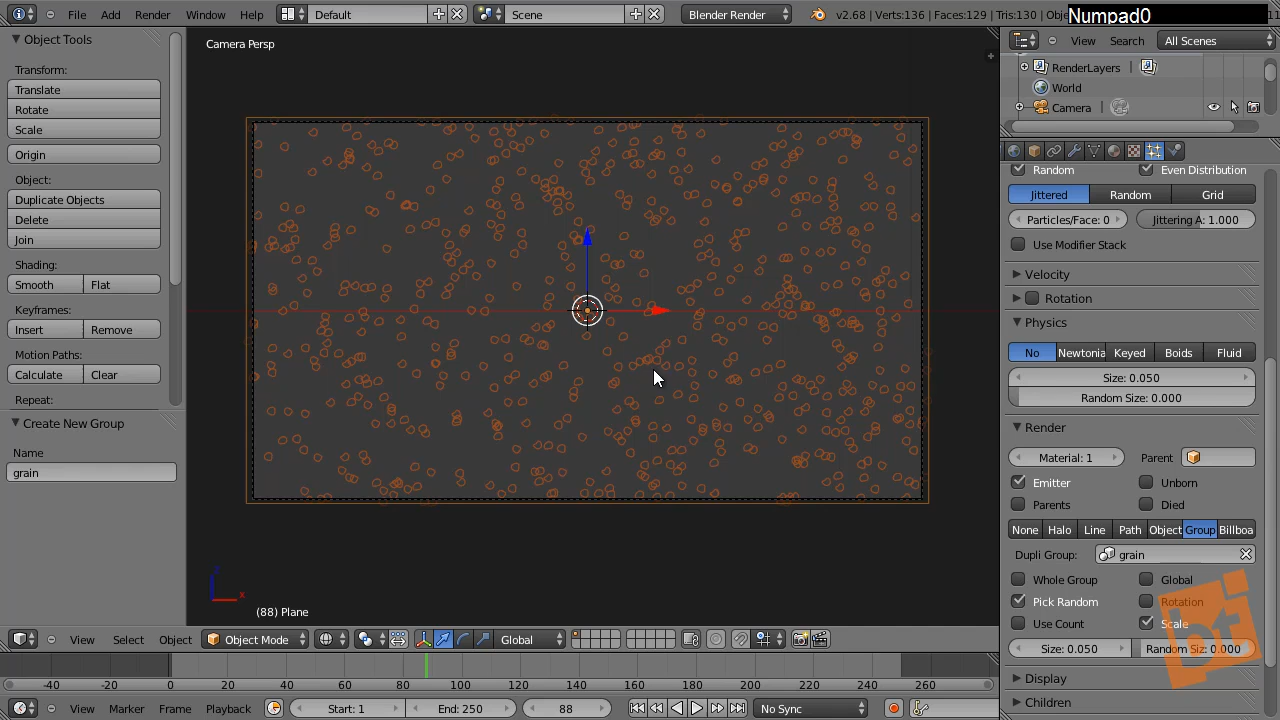 File Add Render Window Help Default Scene Blender Render v2.68 | Verts:136 | Faces:129 | Tris:130 | Numpad0
Object Tools
Transform:
Translate
Rotate
Scale
Origin
Object:
Duplicate Objects
Delete
Join
Shading:
Smooth Flat
Keyframes:
Insert Remove
Motion Paths:
Calculate Clear
Repeat:
Create New Group
Name
grain
Camera Persp
z
x
(88) Plane
View Select Object Object Mode Global
-40 -20 0 20 40 60 80 100 120 140 160 180 200 220 240 260
View Marker Frame Playback Start: 1 End: 250 88 No Sync
View Search All Scenes
RenderLayers |
World
Camera |
Random Even Distribution
Jittered Random Grid
Particles/Face: 0 Jittering A: 1.000
Use Modifier Stack
Velocity
Rotation
Physics
No Newtonia Keyed Boids Fluid
Size: 0.050
Random Size: 0.000
Render
Material: 1 Parent
Emitter Unborn
Parents Died
None Halo Line Path Object Group Billboa
Dupli Group: grain
Whole Group Global
Pick Random Rotation
Use Count Scale
Size: 0.050 Random Siz: 0.000
Display
Children
bt